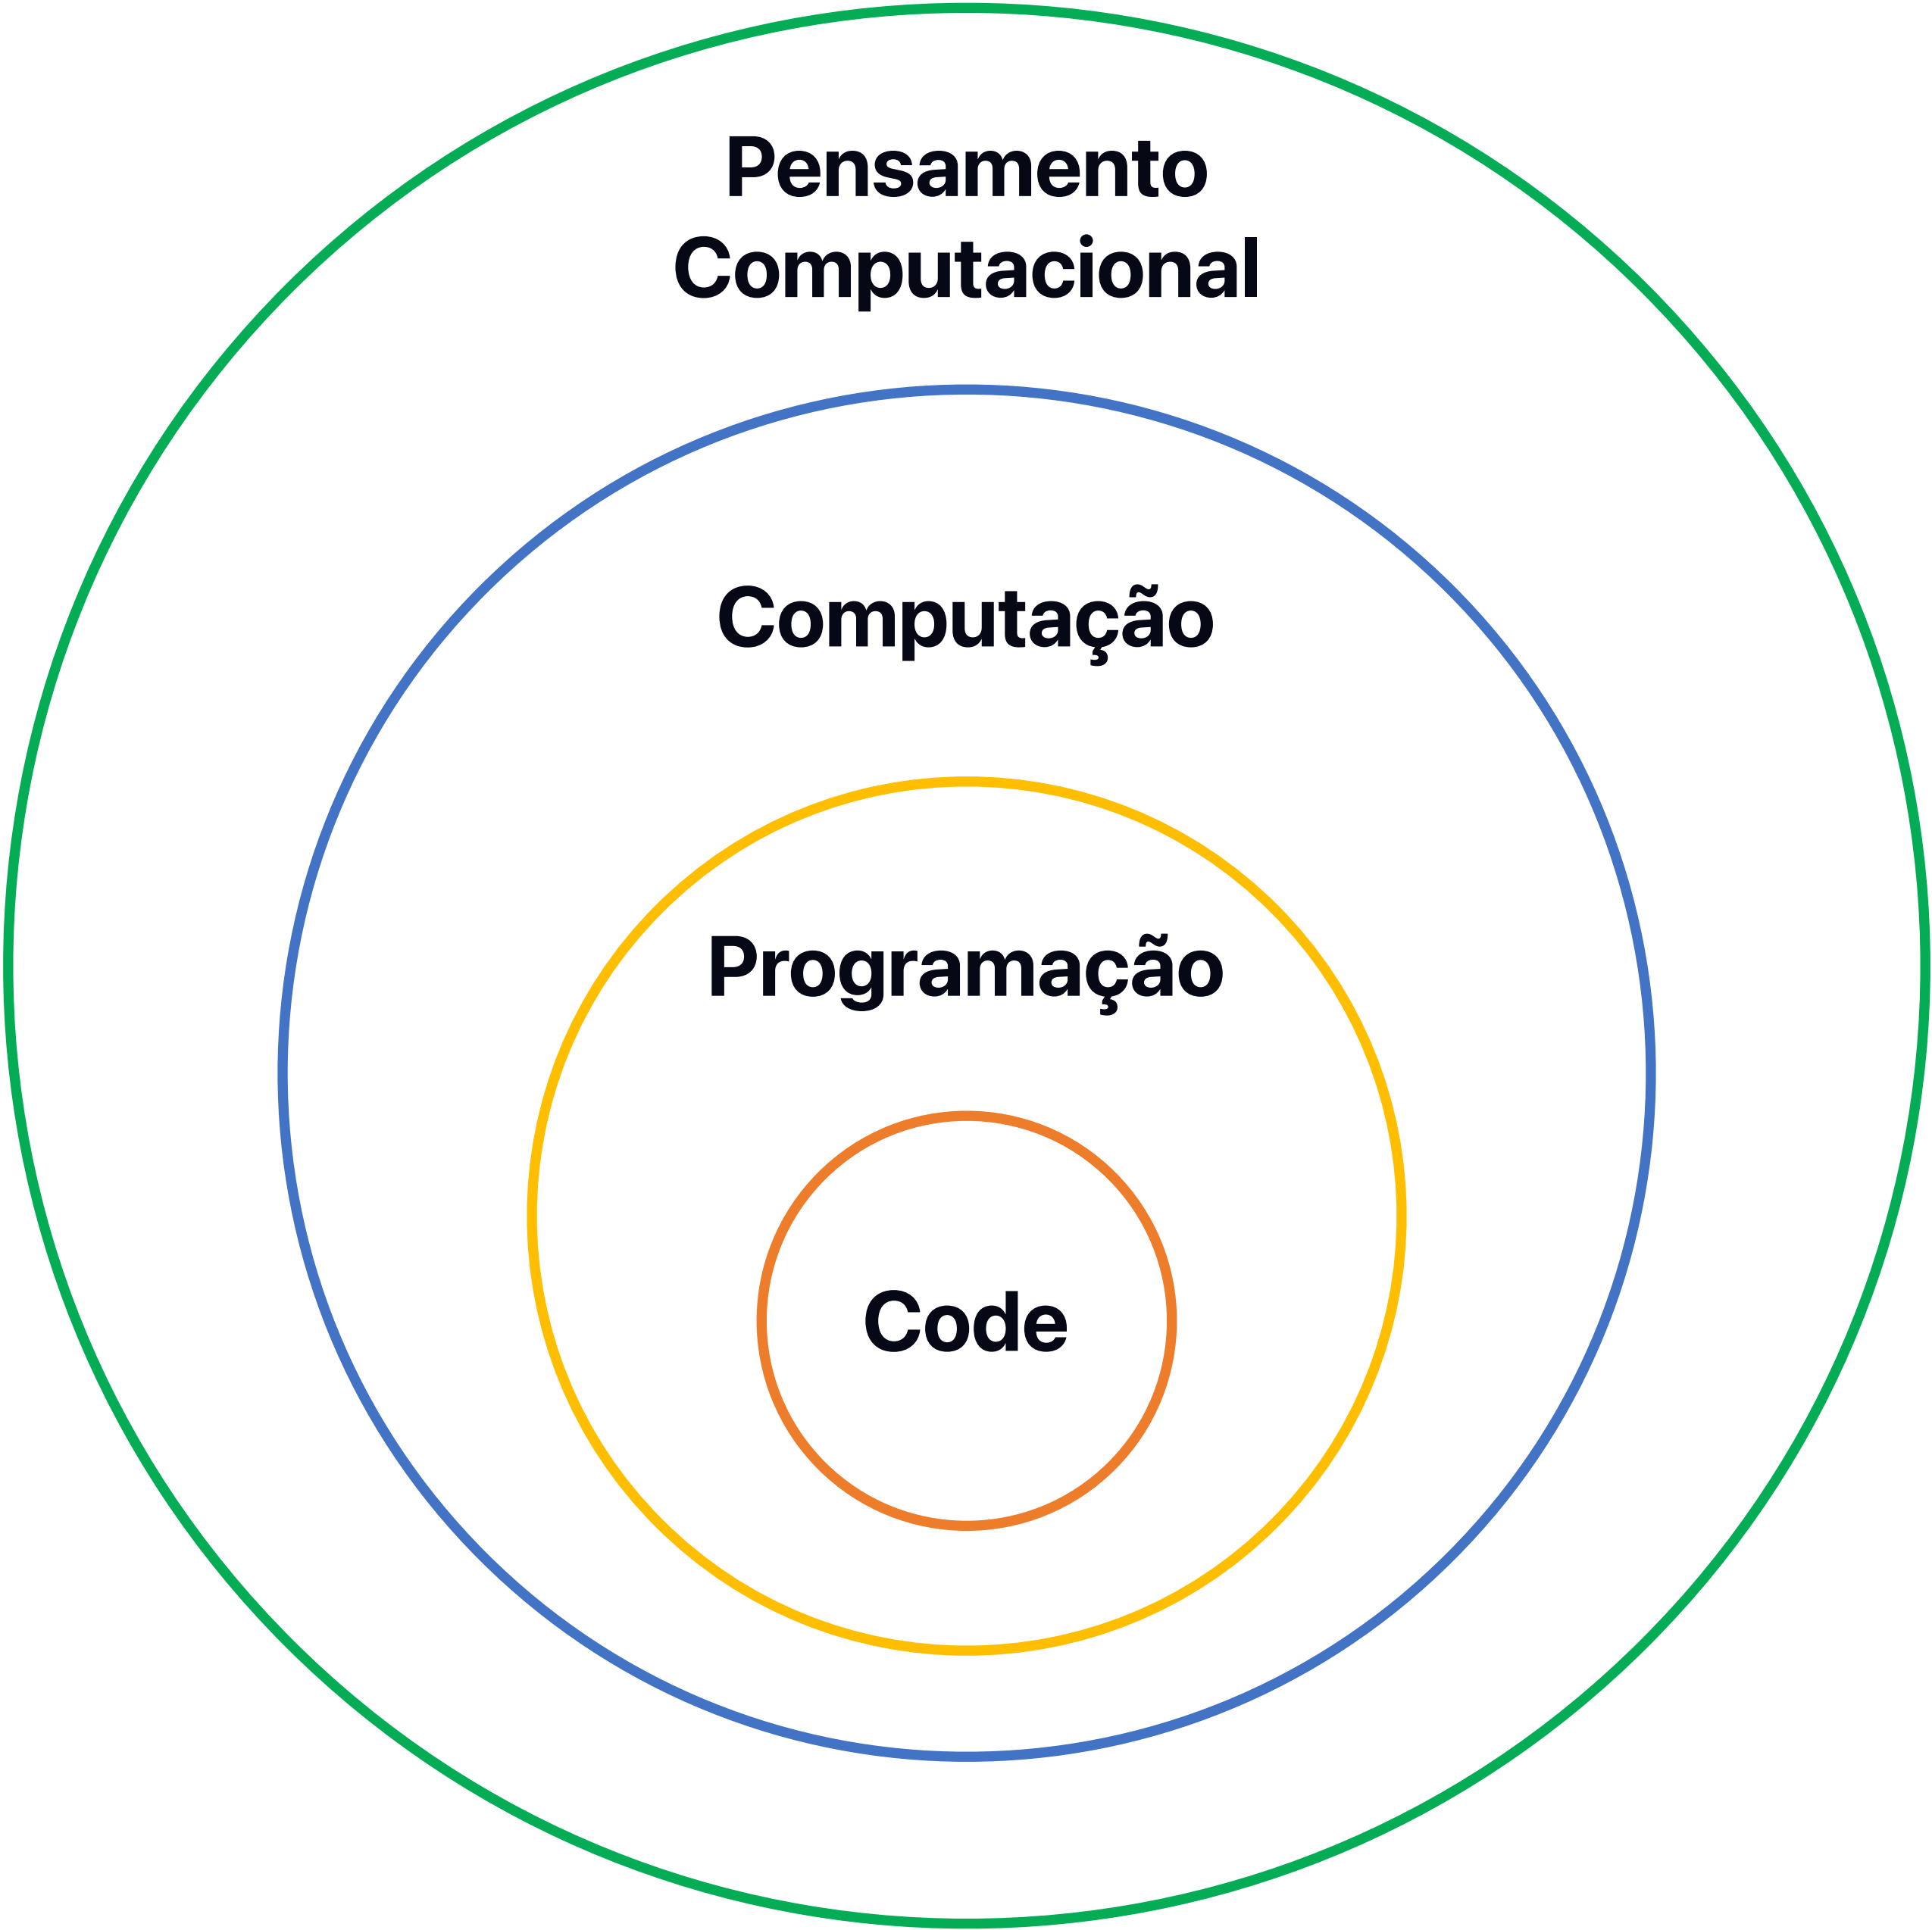 Pensamento
Computacional
Computação
Programação
Code